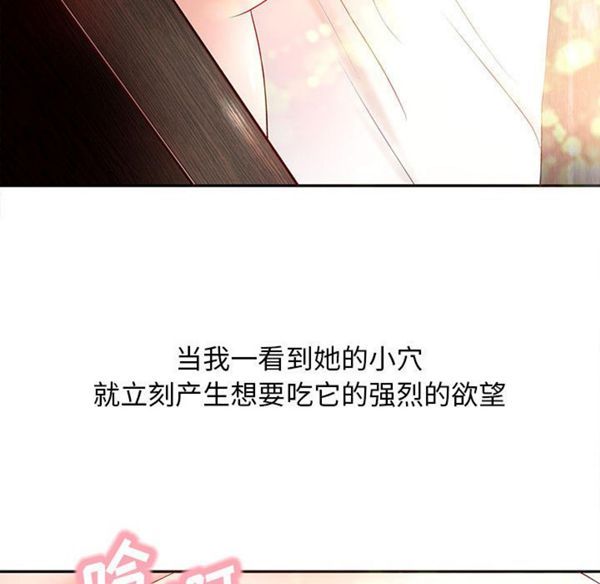 当我一看到她的小穴
就立刻产生想要吃它的强烈的欲望
哈